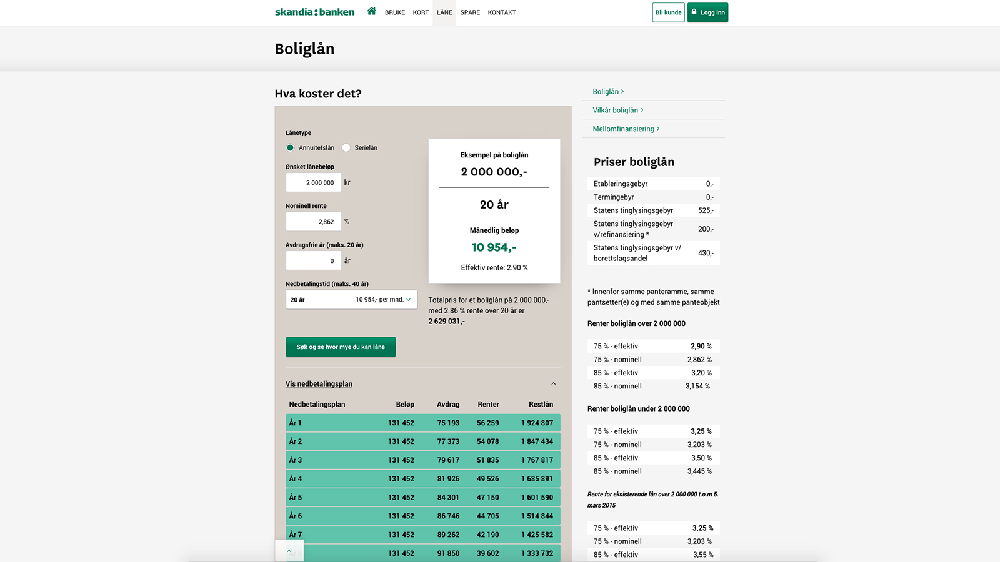 skandia:banken
BRUKE KORT LÅNE SPARE KONTAKT
Bli kunde
Logg inn
Boliglån
Hva koster det?
Lånetype
Annuitetslån Serielån
Ønsket lånebeløp
2 000 000 kr
Nominell rente
2,862 %
Avdragsfrie år (maks. 20 år)
0 år
Nedbetalingstid (maks. 40 år)
20 år 10 954,- per mnd.
Søk og se hvor mye du kan låne
Eksempel på boliglån
2 000 000,-
20 år
Månedlig beløp
10 954,-
Effektiv rente: 2.90 %
Totalpris for et boliglån på 2 000 000,-
med 2.86 % rente over 20 år er
2 629 031,-
Vis nedbetalingsplan
Nedbetalingsplan Beløp Avdrag Renter Restlån
År 1 131 452 75 193 56 259 1 924 807
År 2 131 452 77 373 54 078 1 847 434
År 3 131 452 79 617 51 835 1 767 817
År 4 131 452 81 926 49 526 1 685 891
År 5 131 452 84 301 47 150 1 601 590
År 6 131 452 86 746 44 705 1 514 844
År 7 131 452 89 262 42 190 1 425 582
År 8 131 452 91 850 39 602 1 333 732
Boliglån
Vilkår boliglån
Mellomfinansiering
Priser boliglån
Etableringsgebyr 0,-
Termingebyr 0,-
Statens tinglysingsgebyr 525,-
Statens tinglysingsgebyr
v/refinansiering * 200,-
Statens tinglysingsgebyr v/
borettslagsandel 430,-
* Innenfor samme panteramme, samme
pantsetter(e) og med samme panteobjekt
Renter boliglån over 2 000 000
75 % - effektiv 2,90 %
75 % - nominell 2,862 %
85 % - effektiv 3,20 %
85 % - nominell 3,154 %
Renter boliglån under 2 000 000
75 % - effektiv 3,25 %
75 % - nominell 3,203 %
85 % - effektiv 3,50 %
85 % - nominell 3,445 %
Rente for eksisterende lån over 2 000 000 t.o.m 5.
mars 2015
75 % - effektiv 3,25 %
75 % - nominell 3,203 %
85 % - effektiv 3,55 %